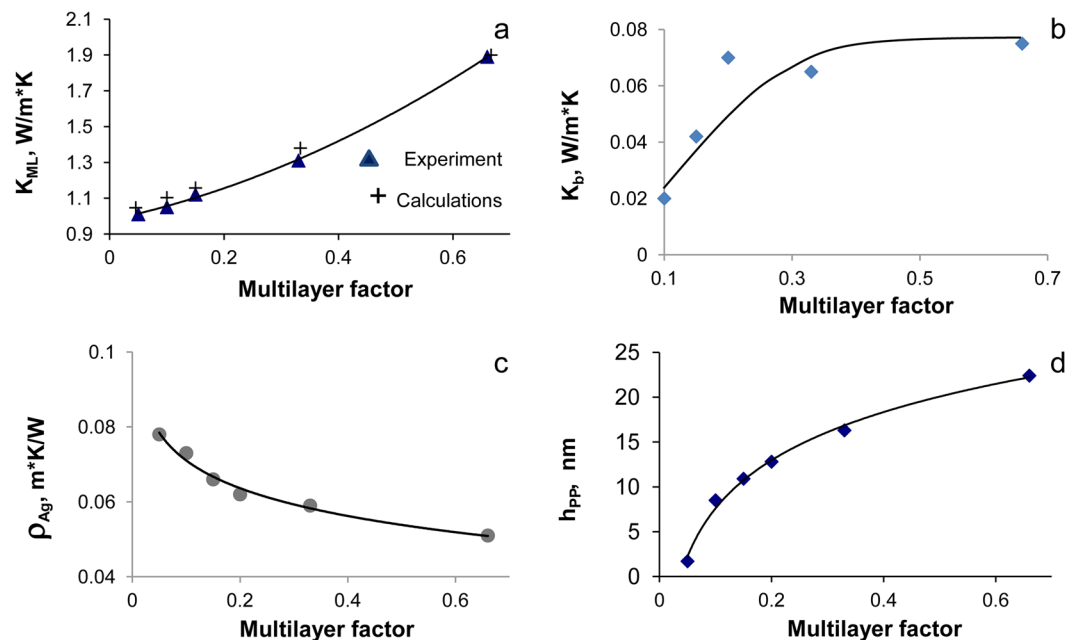 a
2.1
1.9
1.7
1.5
1.3
1.1
0.9
K_ML, W/m*K
Experiment
Calculations
0
0.2
0.4
0.6
Multilayer factor
b
0.08
0.06
0.04
0.02
0
K_b, W/m*K
0.1
0.3
0.5
0.7
Multilayer factor
c
0.1
0.08
0.06
0.04
ρ_Ag, m*K/W
0
0.2
0.4
0.6
Multilayer factor
d
25
20
15
10
5
0
h_PP, nm
0
0.2
0.4
0.6
Multilayer factor